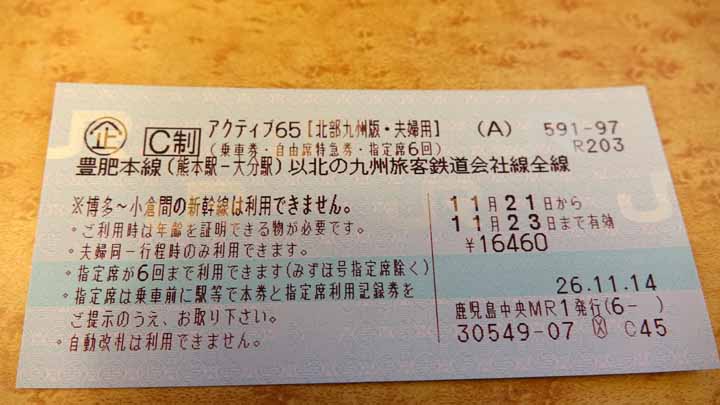 企 C制 アクティブ65[北部九州版・夫婦用] (A) 591-97
(乗車券・自由席特急券・指定席6回) R203
豊肥本線(熊本駅-大分駅)以北の九州旅客鉄道会社線全線
※博多~小倉間の新幹線は利用できません。
・ご利用時は年齢を証明できる物が必要です。
・夫婦同一行程時のみ利用できます。
・指定席が6回まで利用できます(みずほ号指定席除く)
・指定席は乗車前に駅等で本券と指定席利用記録券を
ご提示のうえ、お取り下さい。
・自動改札は利用できません。
11月21日から
11月23日まで有効
¥16460
26.11.14
鹿児島中央MR1発行(6-)
30549-07 C45